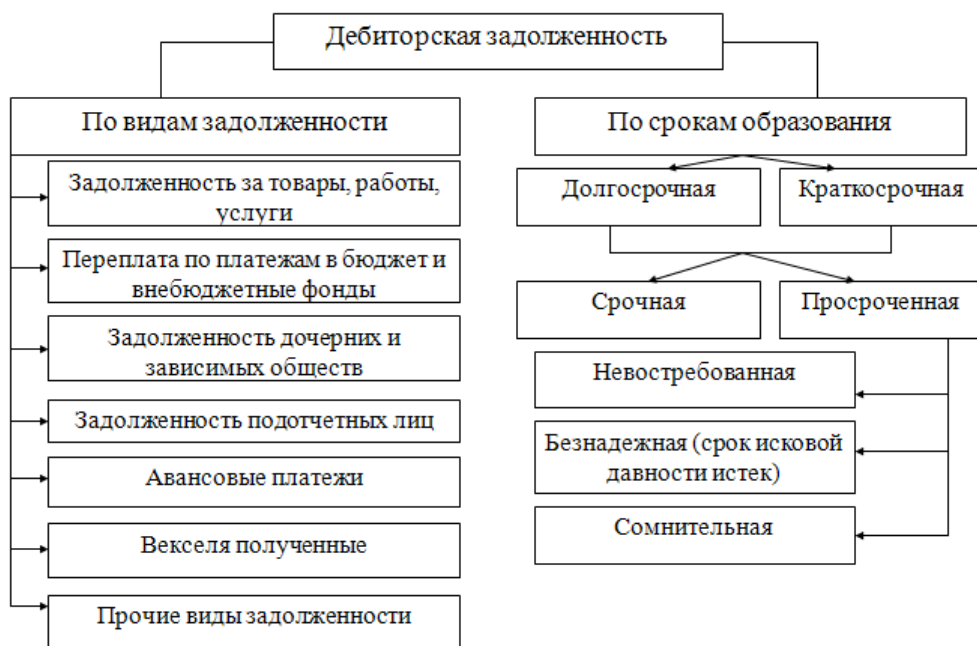 Дебиторская задолженность
По видам задолженности
Задолженность за товары, работы,
услуги
Переплата по платежам в бюджет и
внебюджетные фонды
Задолженность дочерних и
зависимых обществ
Задолженность подотчетных лиц
Авансовые платежи
Векселя полученные
Прочие виды задолженности
По срокам образования
Долгосрочная
Краткосрочная
Срочная
Просроченная
Невостребованная
Безнадежная (срок исковой
давности истек)
Сомнительная